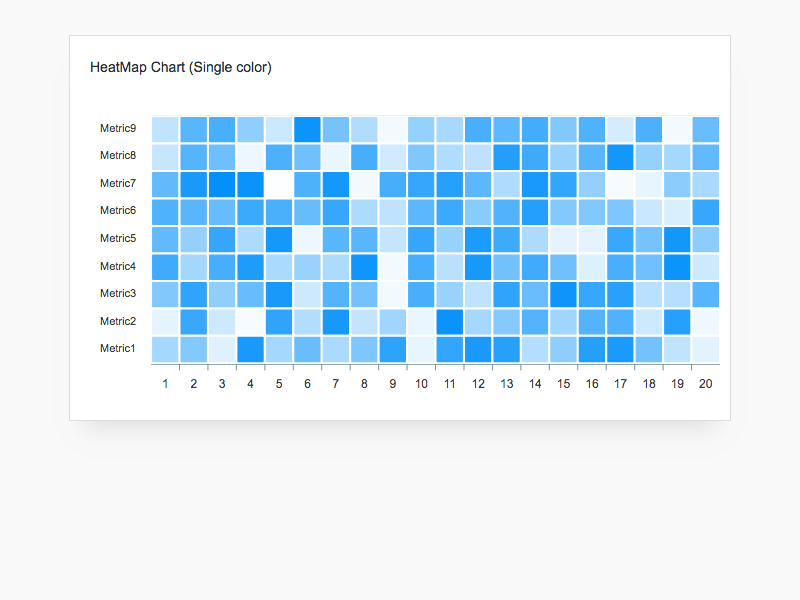 HeatMap Chart (Single color)
Metric9
Metric8
Metric7
Metric6
Metric5
Metric4
Metric3
Metric2
Metric1
1 2 3 4 5 6 7 8 9 10 11 12 13 14 15 16 17 18 19 20